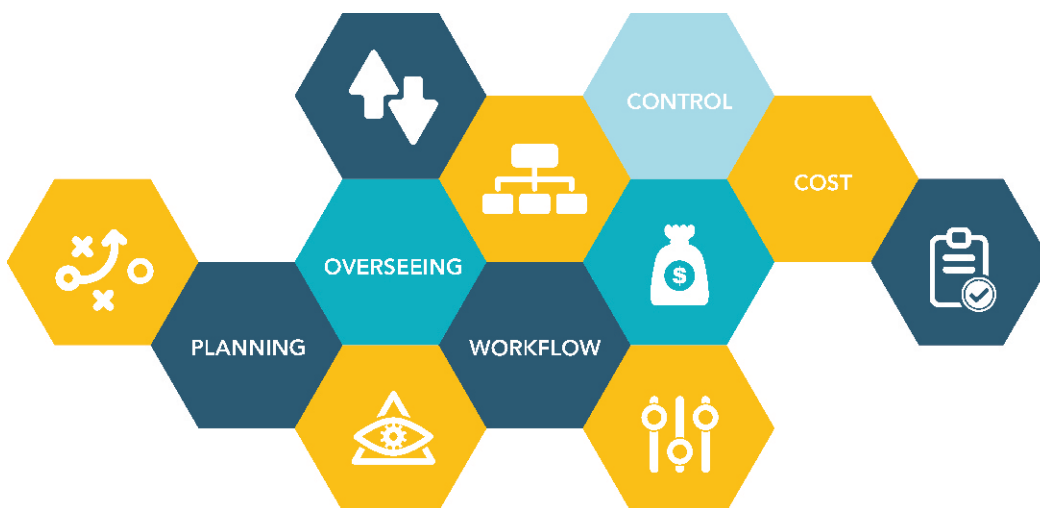 CONTROL
COST
OVERSEEING
$
PLANNING
WORKFLOW